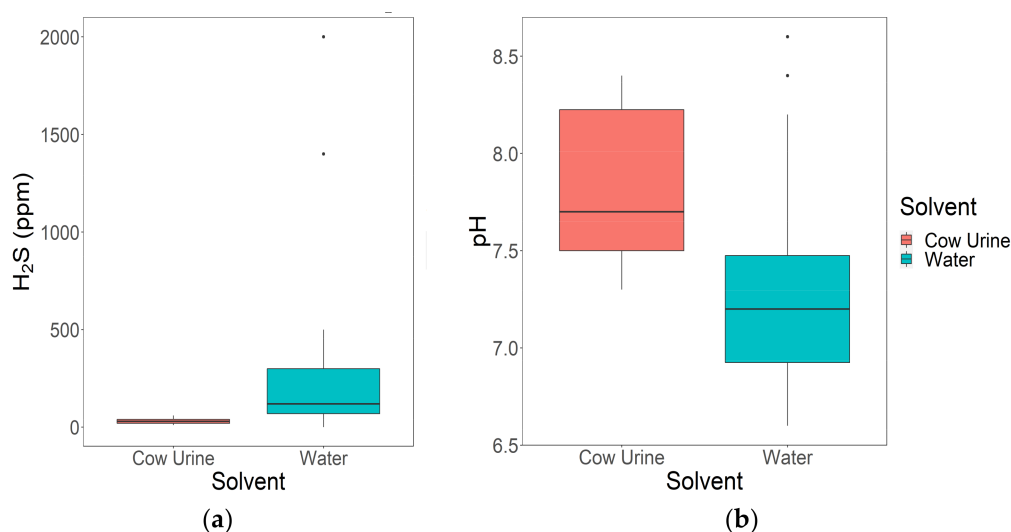 2000
1500
1000
500
0
H₂S (ppm)
Cow Urine
Water
Solvent
(a)
8.5
8.0
7.5
7.0
6.5
pH
Cow Urine
Water
Solvent
(b)
Solvent
Cow Urine
Water